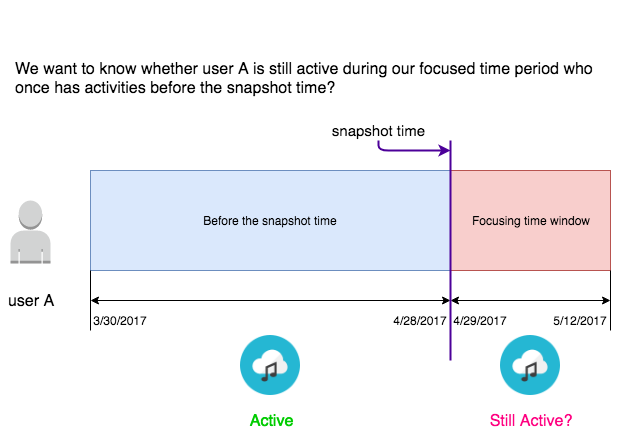 We want to know whether user A is still active during our focused time period who
once has activities before the snapshot time?
snapshot time
Before the snapshot time
Focusing time window
user A
3/30/2017
4/28/2017
4/29/2017
5/12/2017
Active
Still Active?